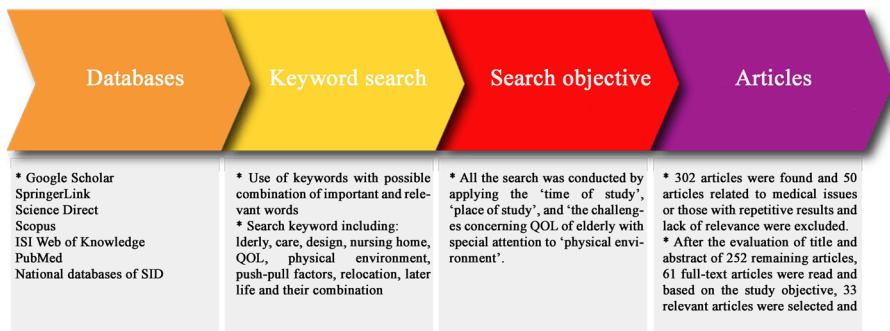 Databases
Keyword search
Search objective
Articles
* Google Scholar
SpringerLink
Science Direct
Scopus
ISI Web of Knowledge
PubMed
National databases of SID
* Use of keywords with possible
combination of important and rele-
vant words
* Search keyword including:
lderly, care, design, nursing home,
QOL, physical environment,
push-pull factors, relocation, later
life and their combination
* All the search was conducted by
applying the ‘time of study’,
‘place of study’, and ‘the challeng-
es concerning QOL of elderly with
special attention to ‘physical envi-
ronment’.
* 302 articles were found and 50
articles related to medical issues
or those with repetitive results and
lack of relevance were excluded.
* After the evaluation of title and
abstract of 252 remaining articles,
61 full-text articles were read and
based on the study objective, 33
relevant articles were selected and